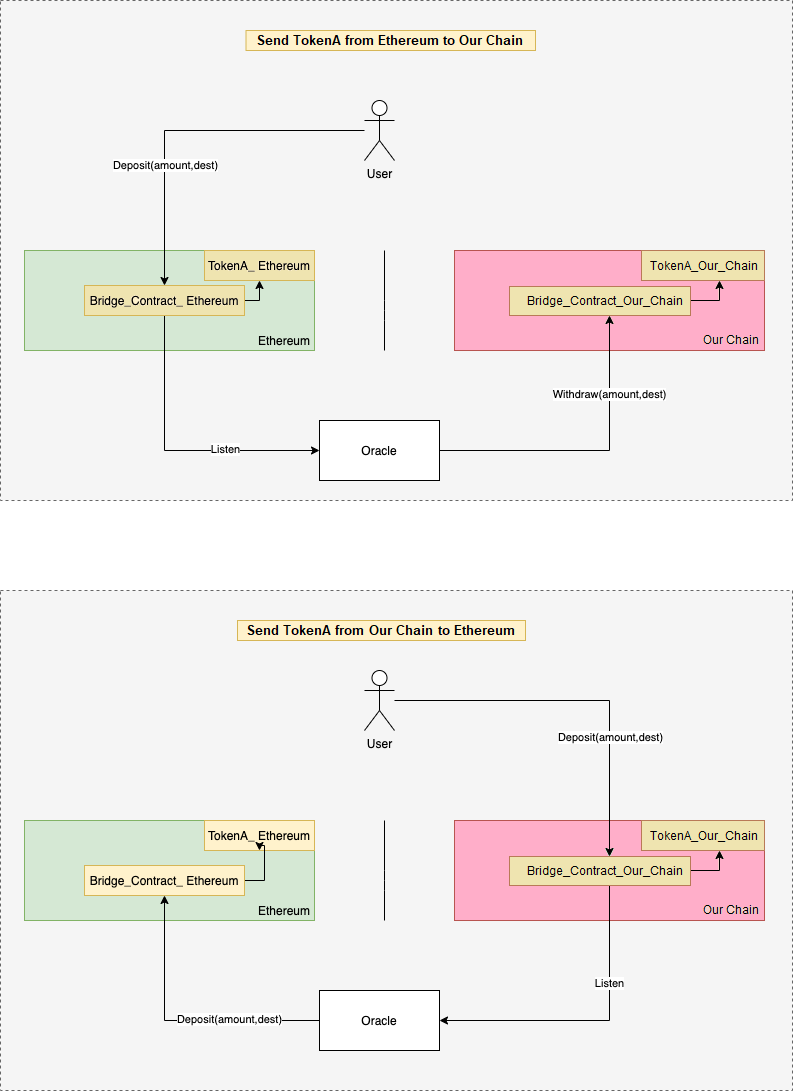 Send TokenA from Ethereum to Our Chain
User
Deposit(amount,dest)
TokenA_ Ethereum
Bridge_Contract_ Ethereum
Ethereum
TokenA_Our_Chain
Bridge_Contract_Our_Chain
Our Chain
Withdraw(amount,dest)
Listen
Oracle
Send TokenA from Our Chain to Ethereum
User
Deposit(amount,dest)
TokenA_ Ethereum
Bridge_Contract_ Ethereum
Ethereum
TokenA_Our_Chain
Bridge_Contract_Our_Chain
Our Chain
Listen
Deposit(amount,dest)
Oracle